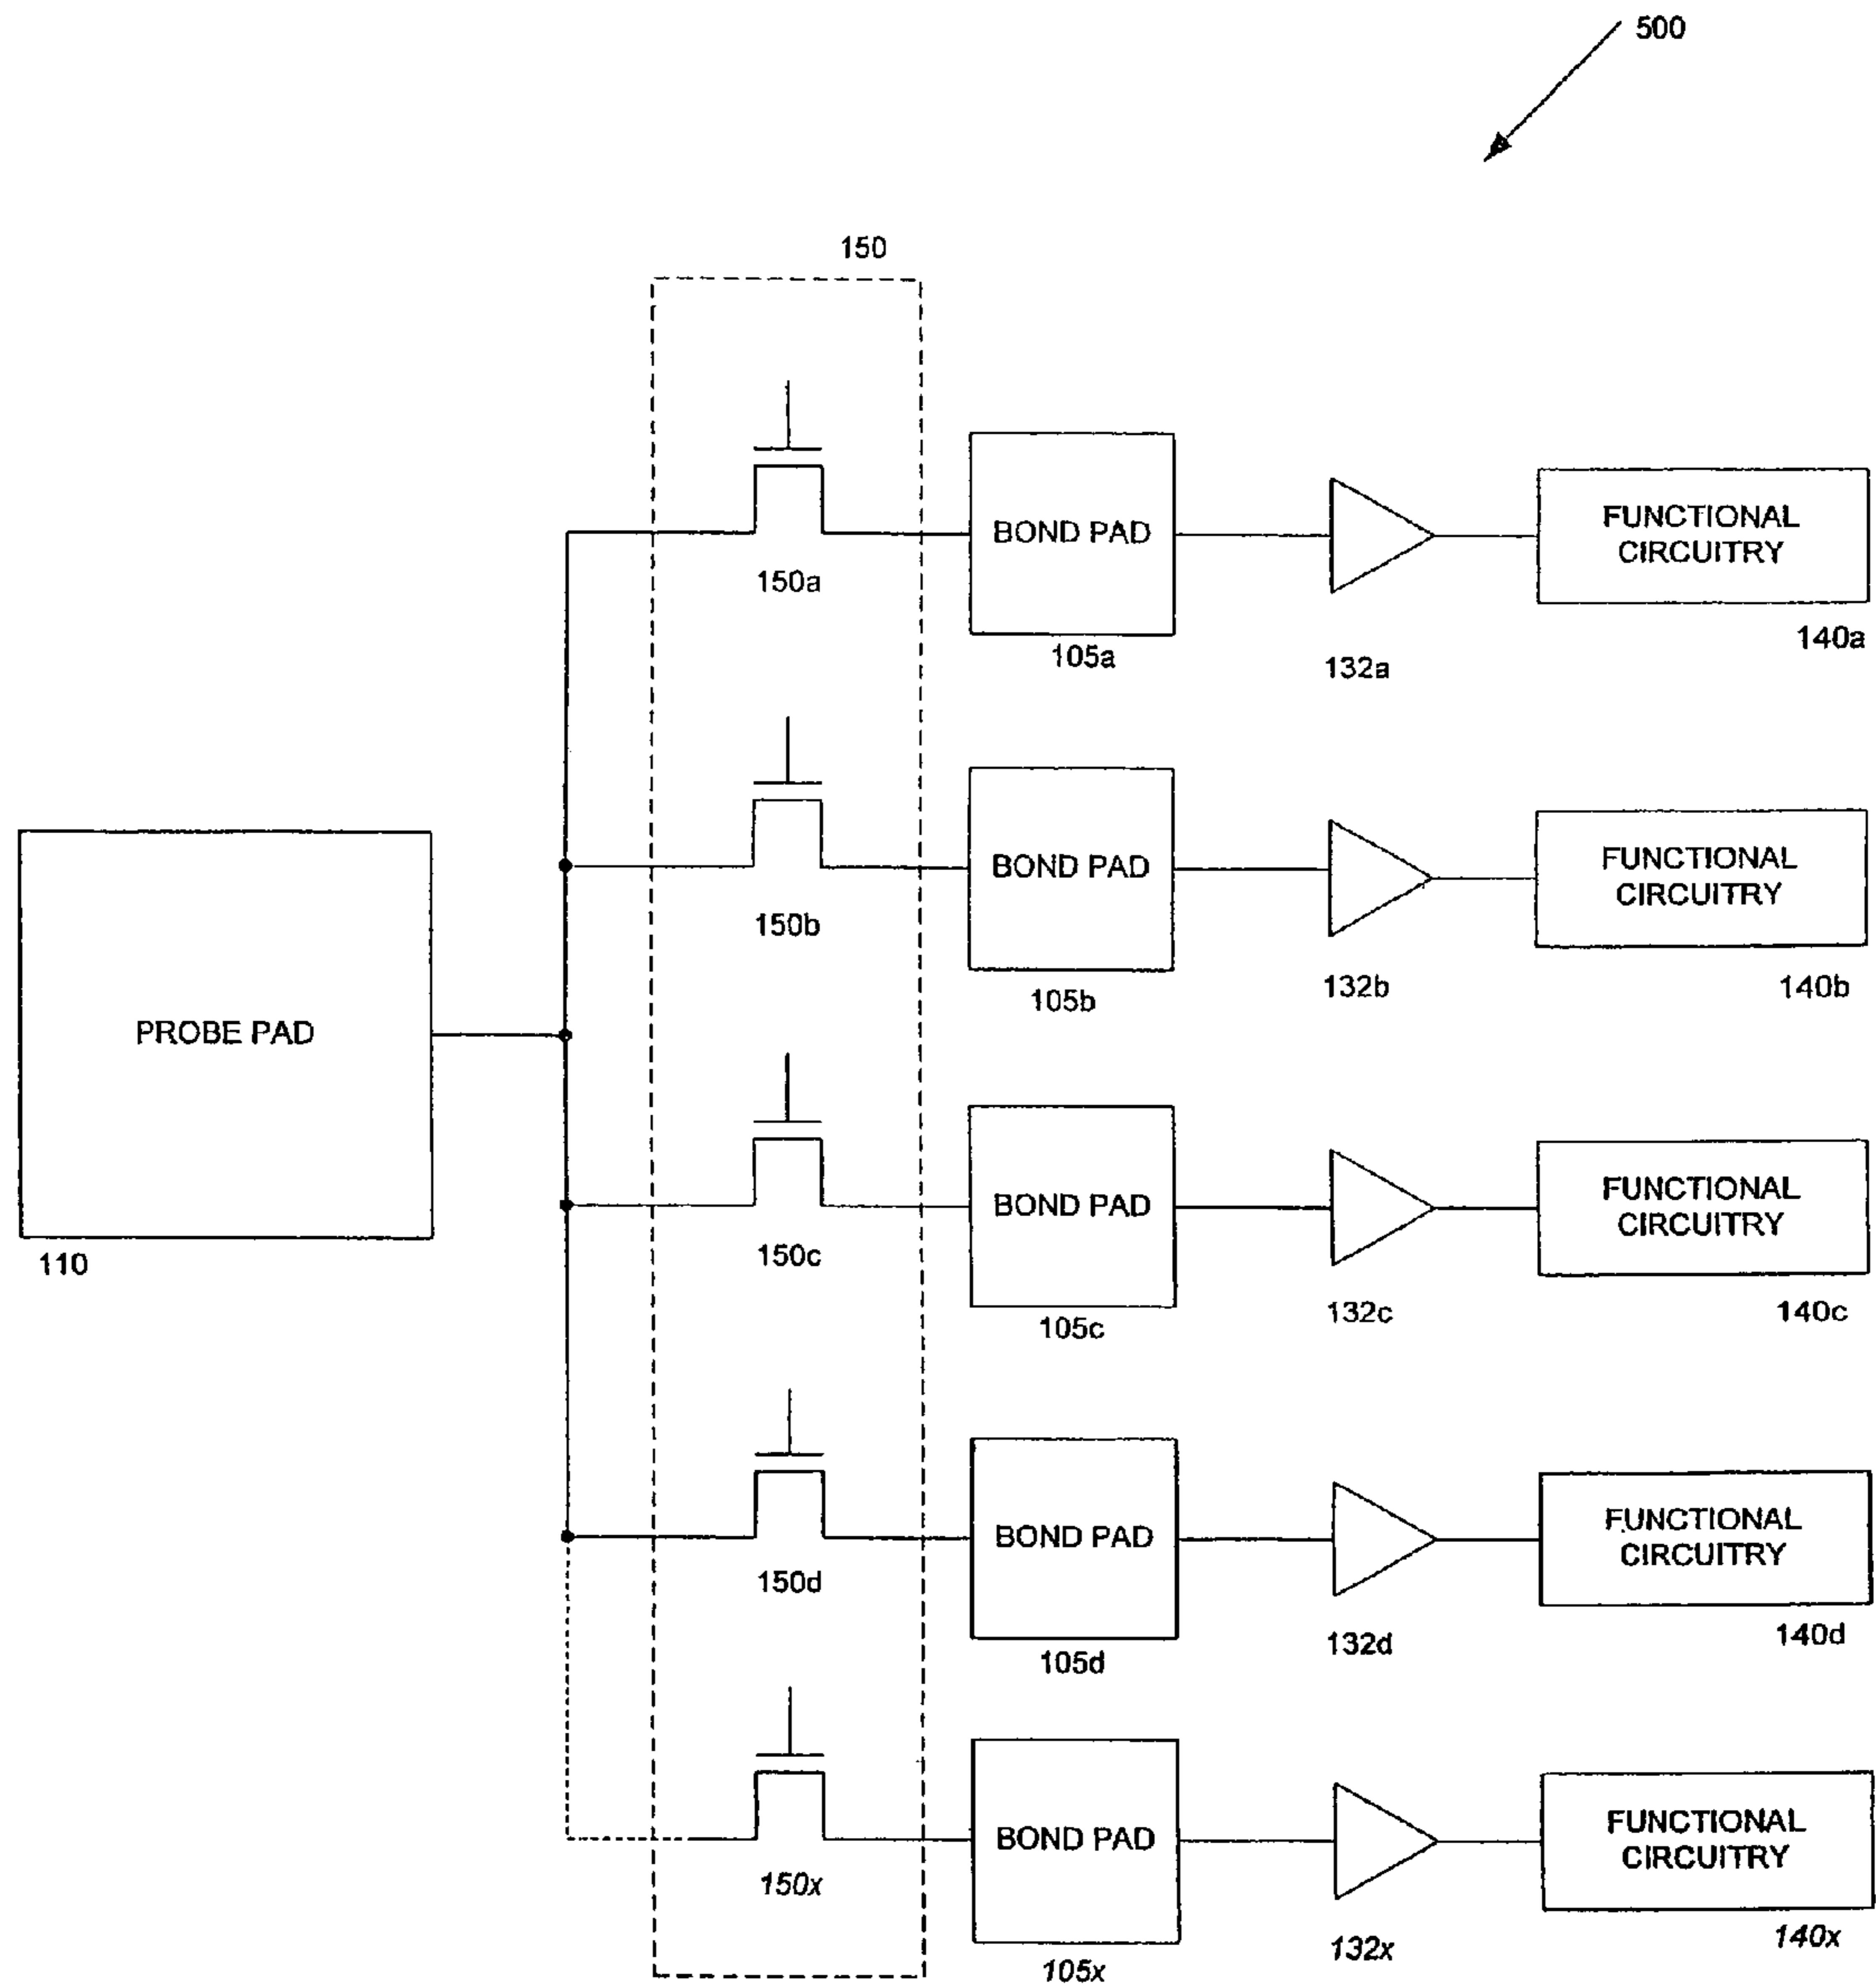 500
150
150a
BOND PAD
105a
132a
FUNCTIONAL
CIRCUITRY
140a
150b
BOND PAD
105b
132b
FUNCTIONAL
CIRCUITRY
140b
PROBE PAD
110
150c
BOND PAD
105c
132c
FUNCTIONAL
CIRCUITRY
140c
150d
BOND PAD
105d
132d
FUNCTIONAL
CIRCUITRY
140d
150x
BOND PAD
105x
132x
FUNCTIONAL
CIRCUITRY
140x